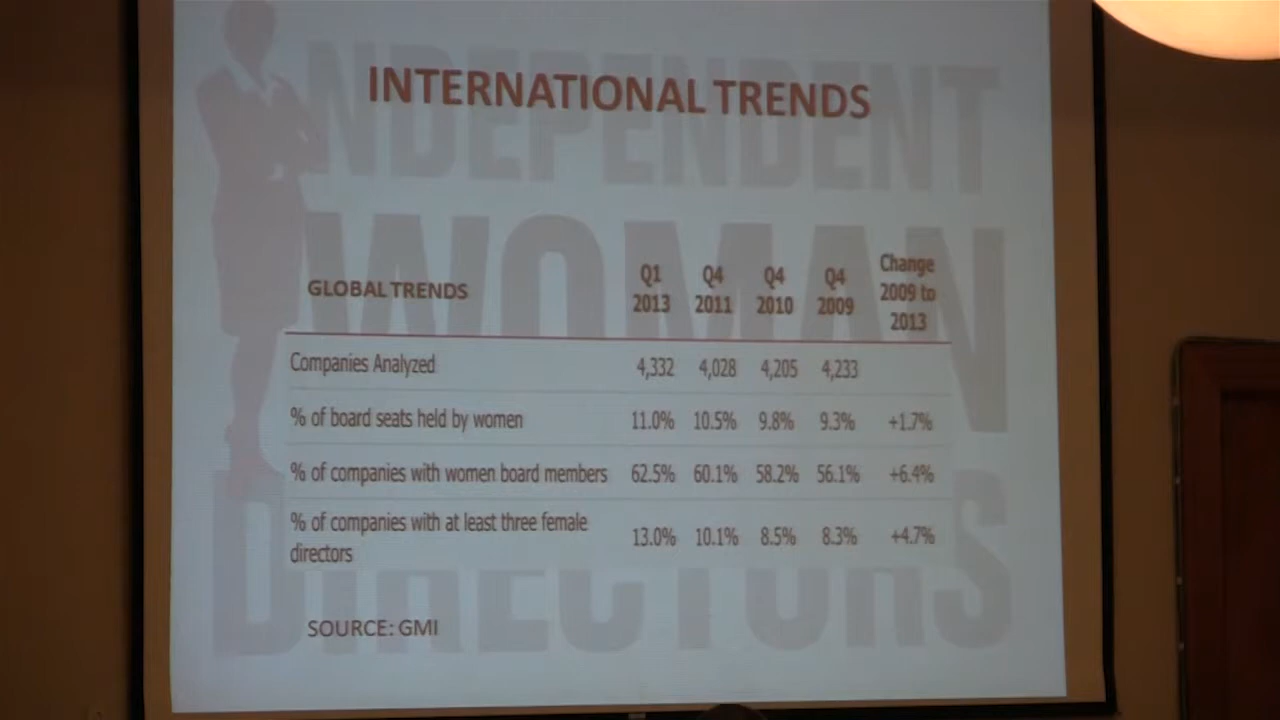 INDEPENDENT
WOMAN
DIRECTORS
INTERNATIONAL TRENDS
GLOBAL TRENDS Q1 2013 Q4 2011 Q4 2010 Q4 2009 Change 2009 to 2013
Companies Analyzed 4,332 4,028 4,205 4,233
% of board seats held by women 11.0% 10.5% 9.8% 9.3% +1.7%
% of companies with women board members 62.5% 60.1% 58.2% 56.1% +6.4%
% of companies with at least three female directors 13.0% 10.1% 8.5% 8.3% +4.7%
SOURCE: GMI